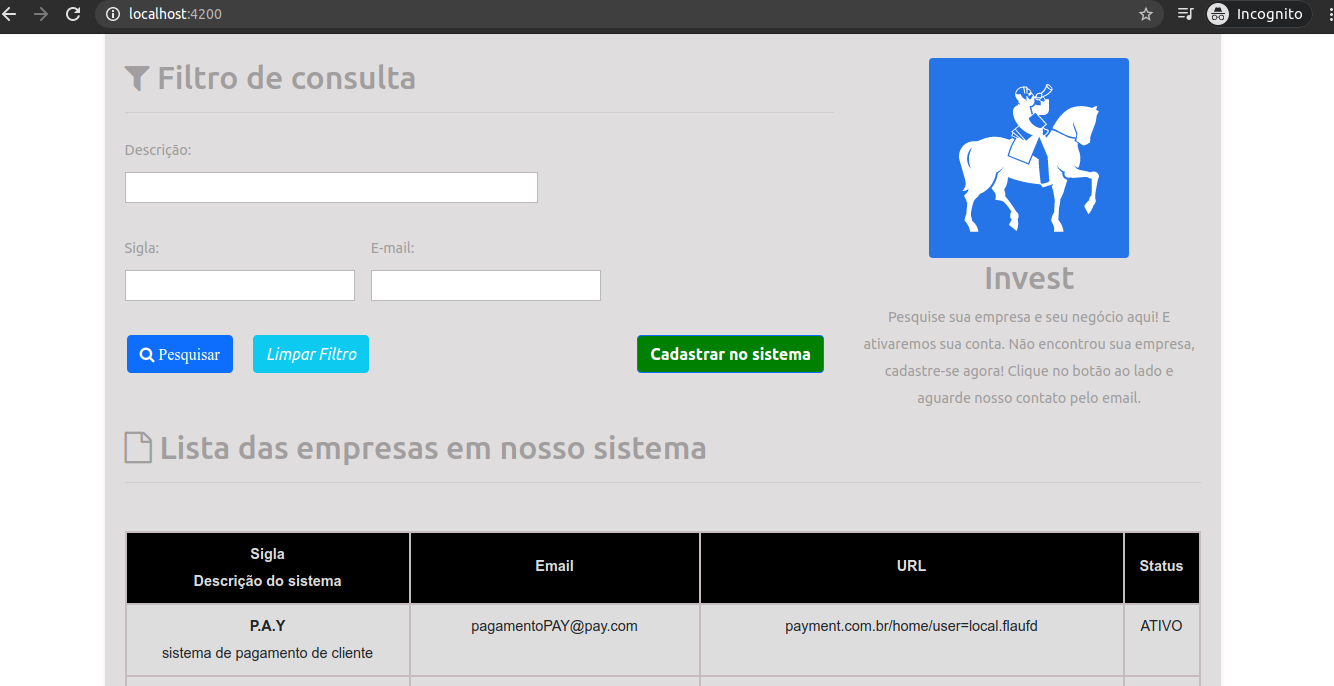 localhost:4200
Incognito
Filtro de consulta
Descrição:
Sigla:
E-mail:
Pesquisar
Limpar Filtro
Cadastrar no sistema
Invest
Pesquise sua empresa e seu negócio aqui! E
ativaremos sua conta. Não encontrou sua empresa,
cadastre-se agora! Clique no botão ao lado e
aguarde nosso contato pelo email.
Lista das empresas em nosso sistema
Sigla
Descrição do sistema
Email
URL
Status
P.A.Y
sistema de pagamento de cliente
pagamentoPAY@pay.com
payment.com.br/home/user=local.flaufd
ATIVO